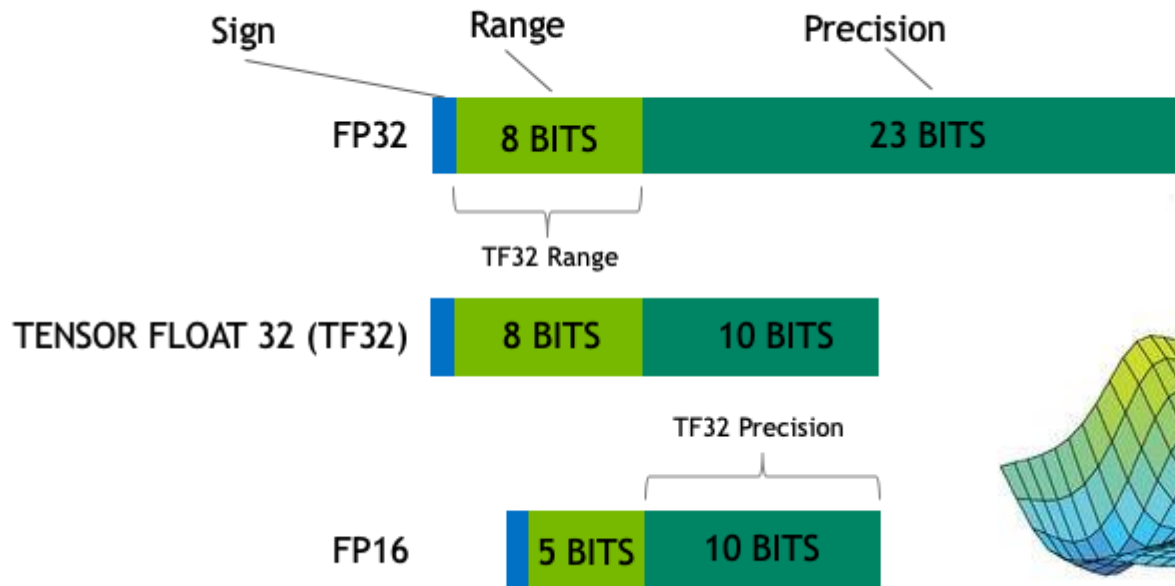 Sign Range Precision
FP32 8 BITS 23 BITS
TF32 Range
TENSOR FLOAT 32 (TF32) 8 BITS 10 BITS
TF32 Precision
FP16 5 BITS 10 BITS